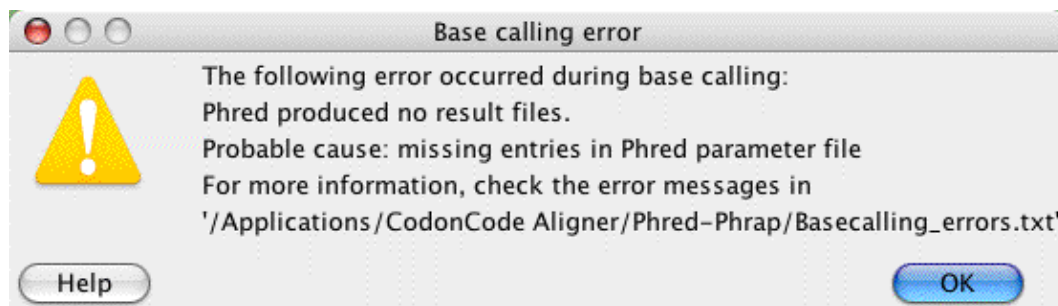 Base calling error
The following error occurred during base calling:
Phred produced no result files.
Probable cause: missing entries in Phred parameter file
For more information, check the error messages in
'/Applications/CodonCode Aligner/Phred-Phrap/Basecalling_errors.txt'
Help
OK